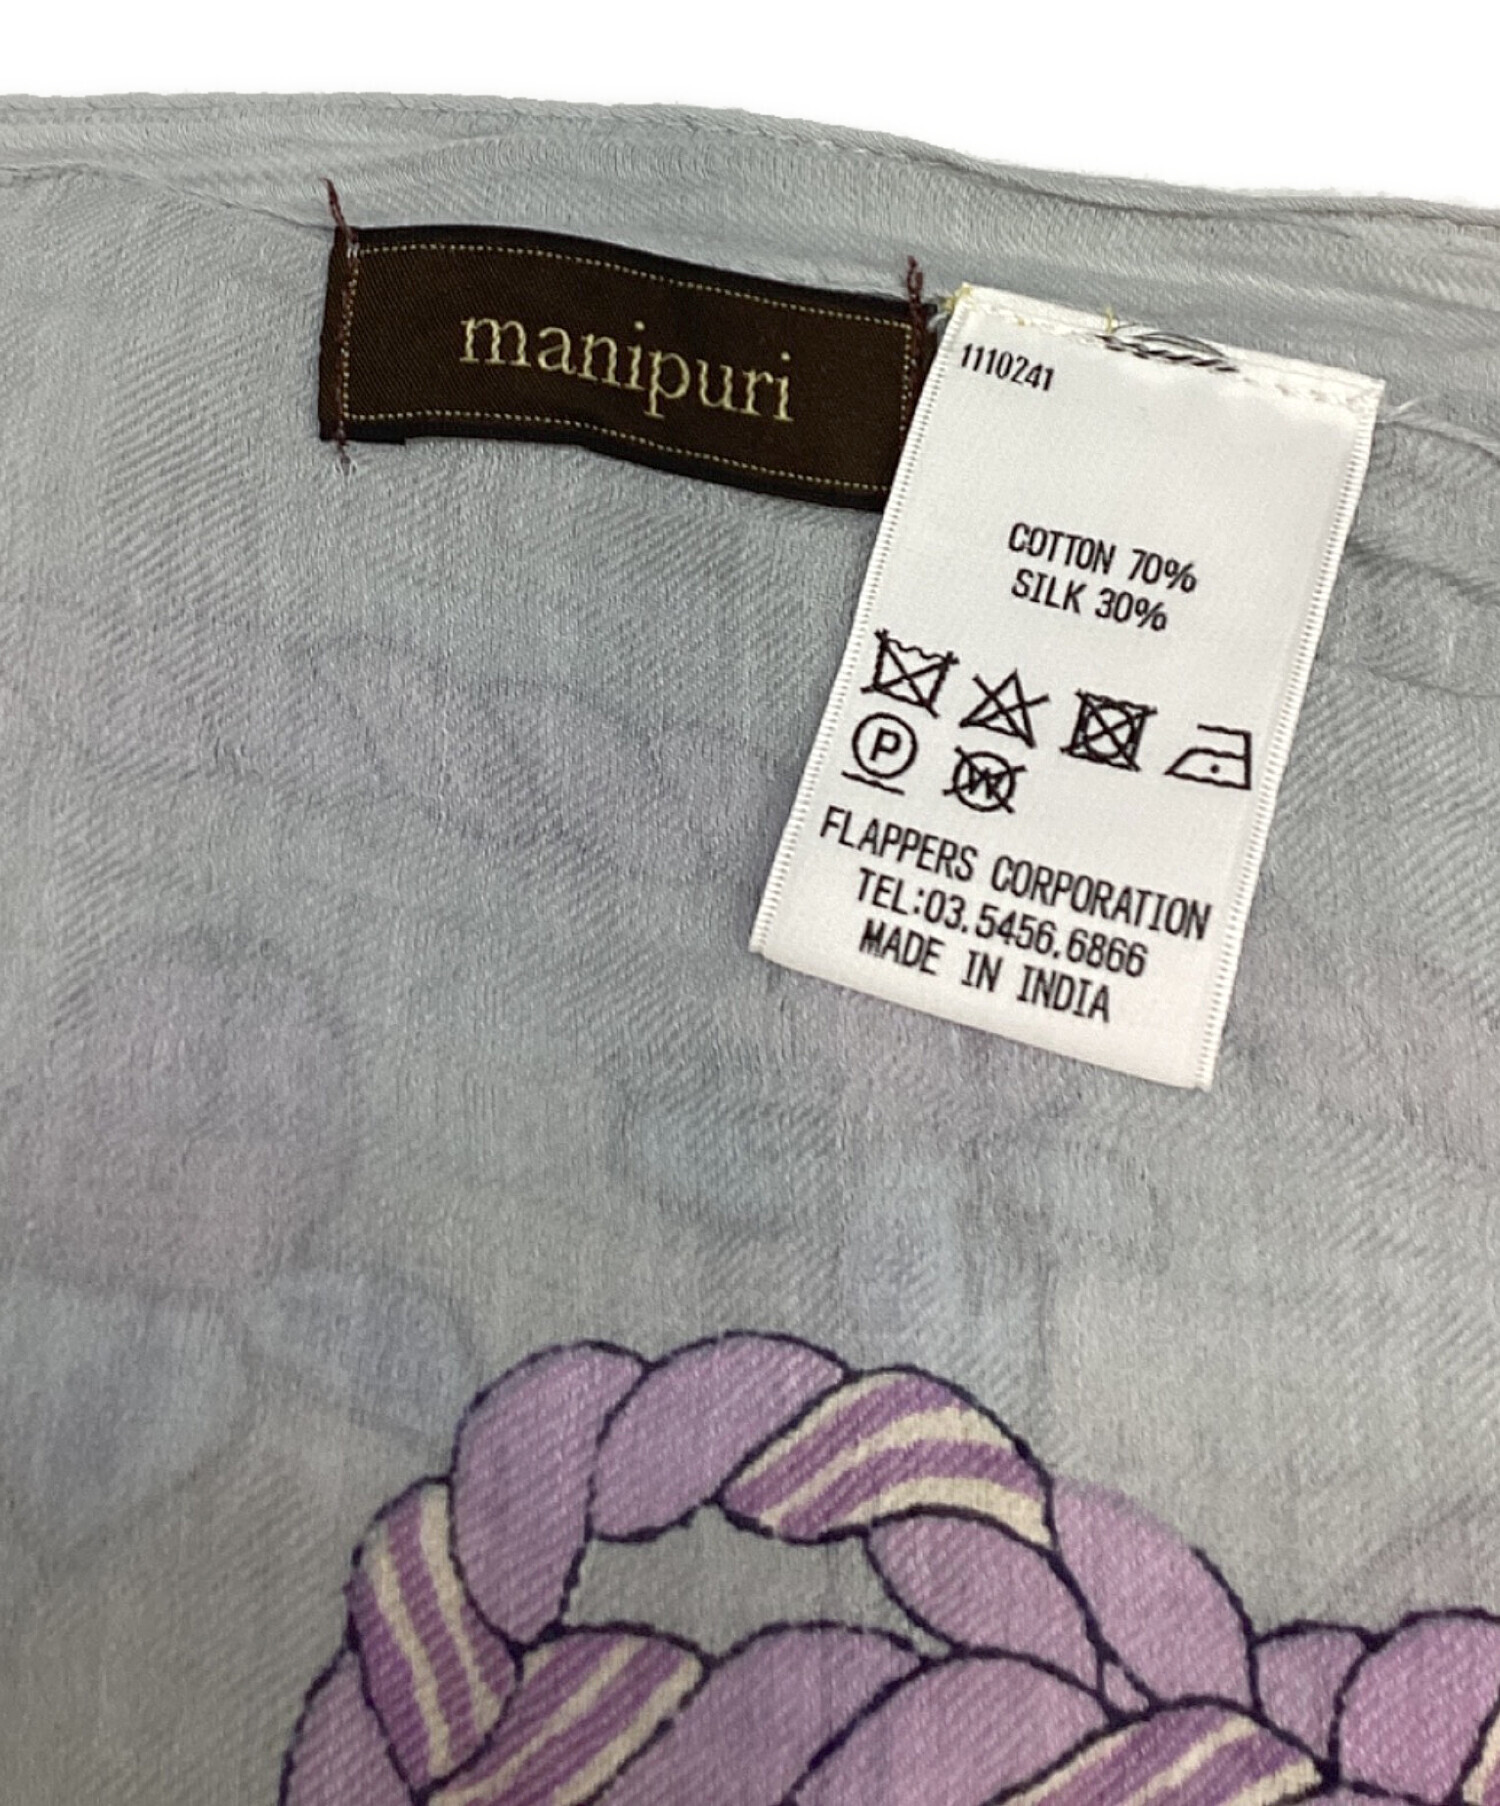 manipuri
1110241
COTTON 70%
SILK 30%
P
W
FLAPPERS CORPORATION
TEL:03.5456.6866
MADE IN INDIA